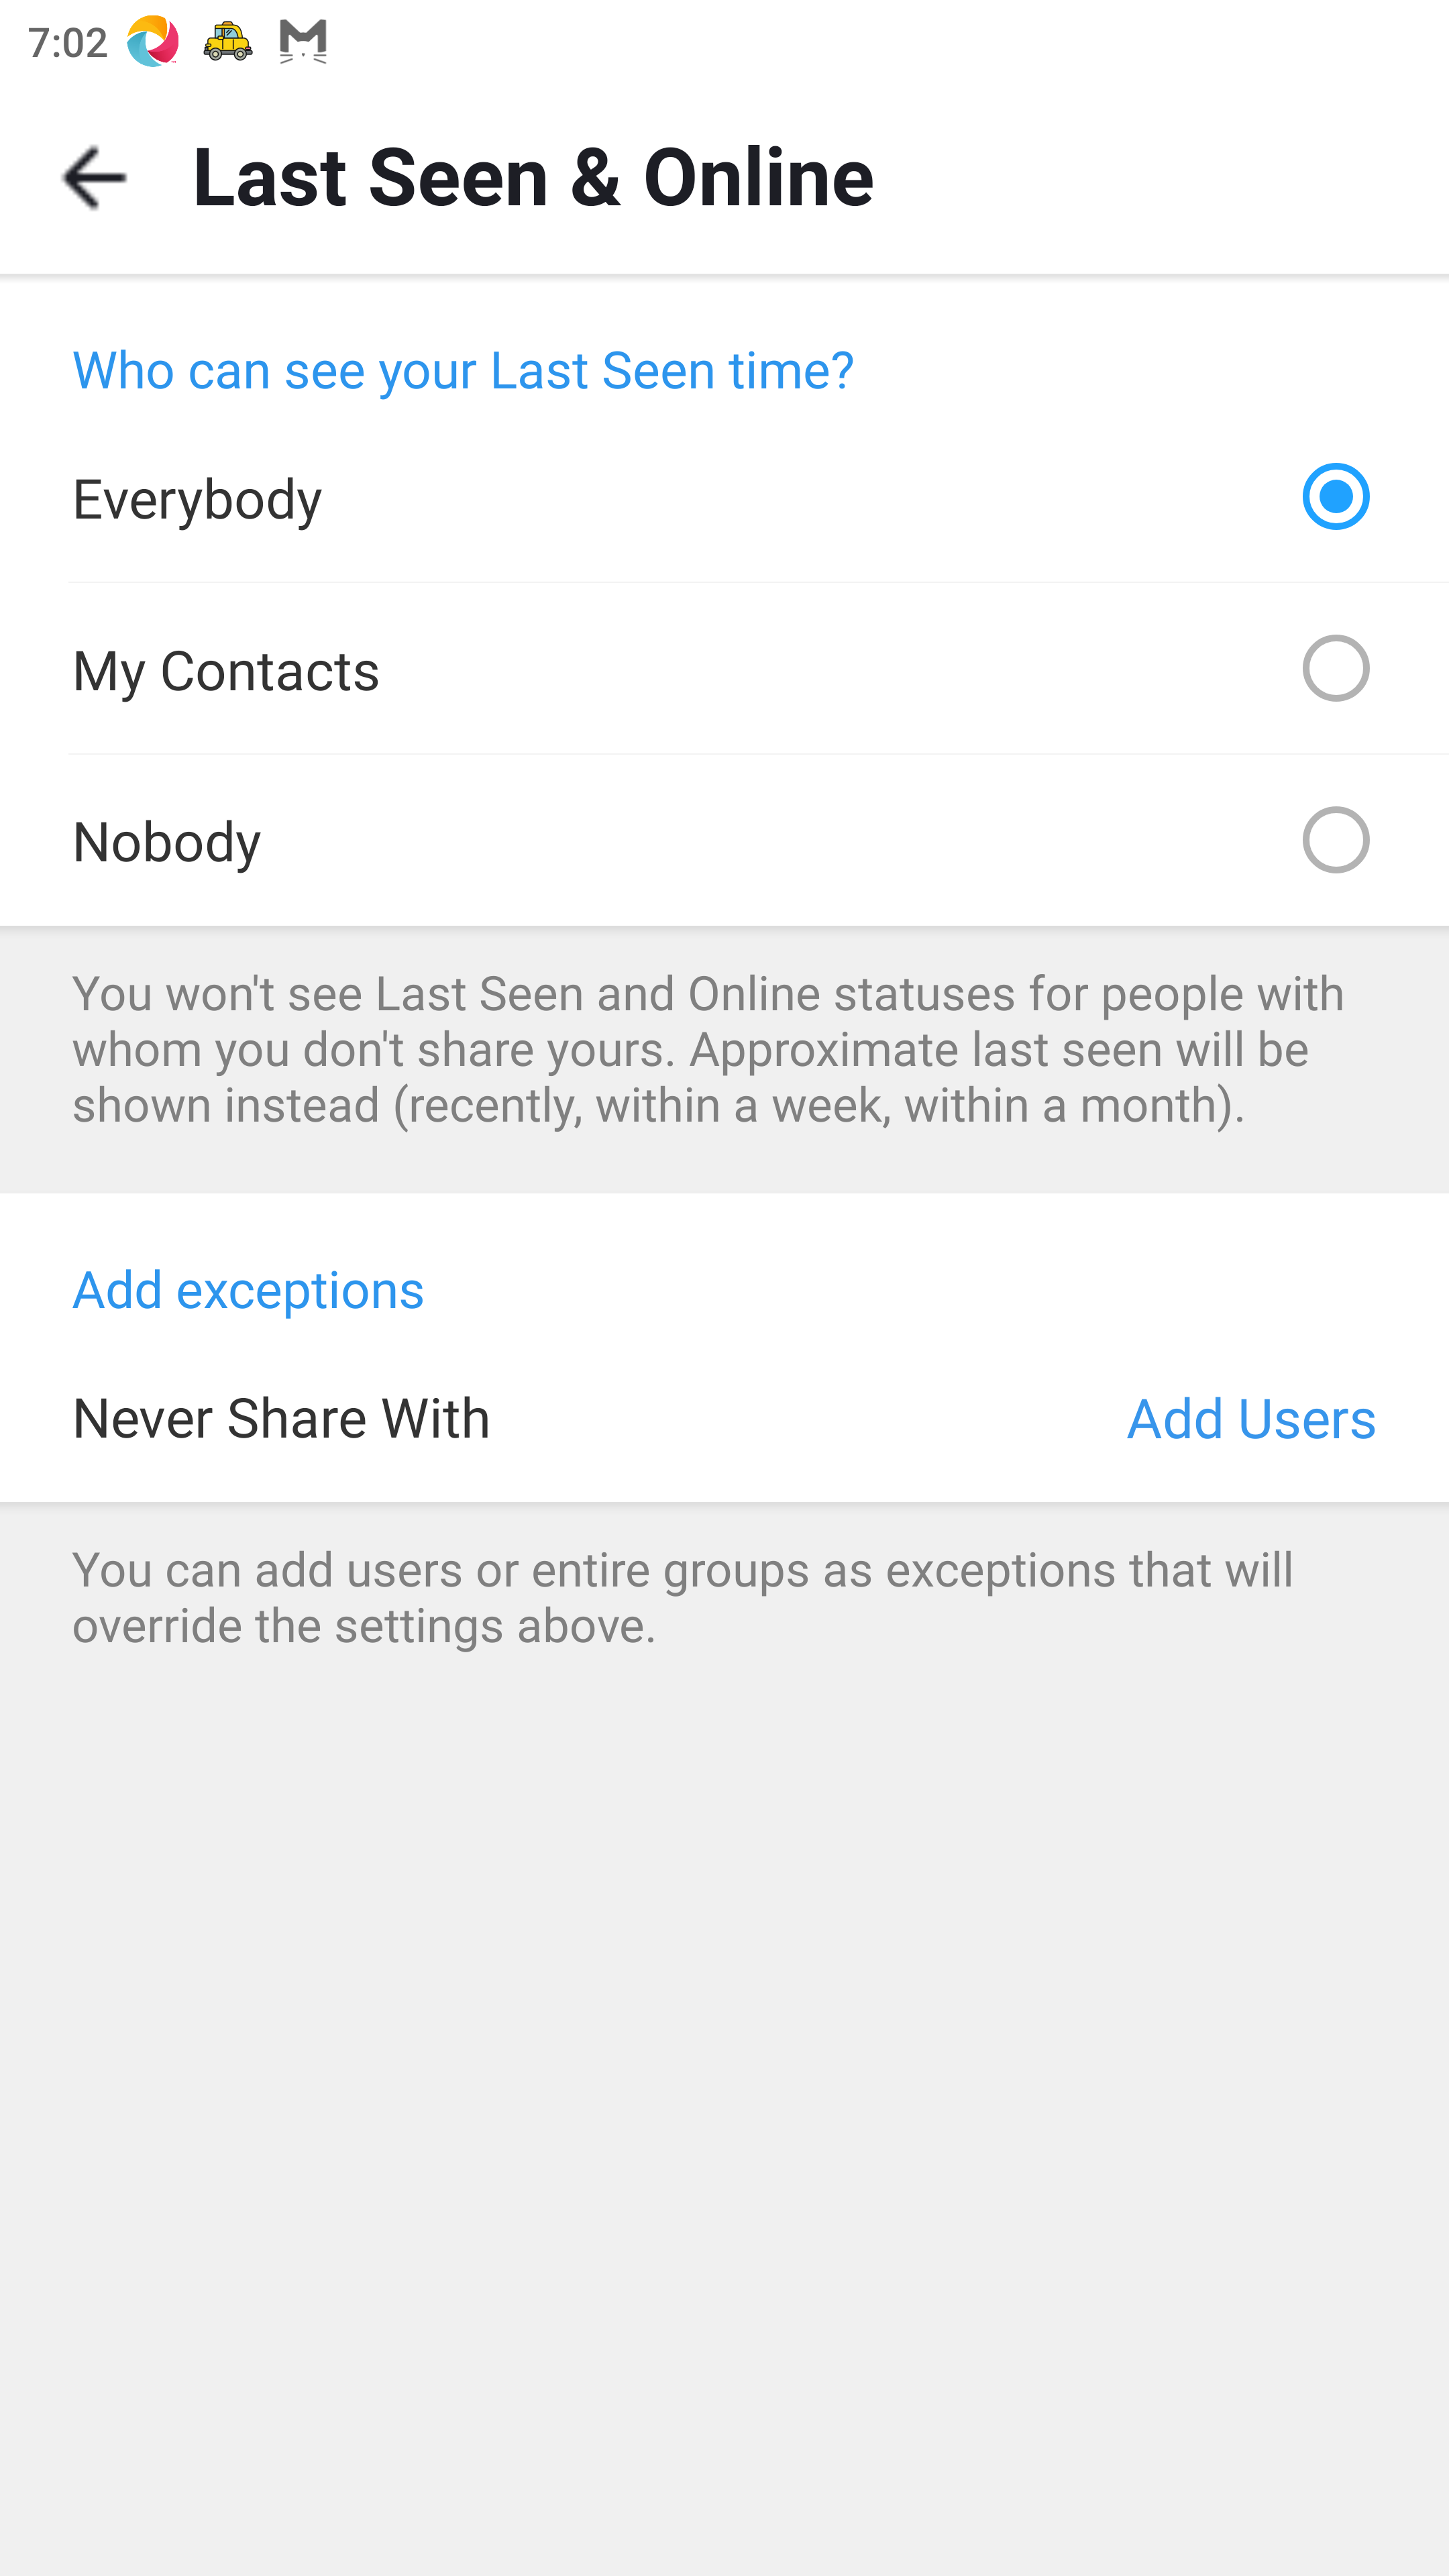 7:02
Last Seen & Online
Who can see your Last Seen time?
Everybody
My Contacts
Nobody
You won't see Last Seen and Online statuses for people with
whom you don't share yours. Approximate last seen will be
shown instead (recently, within a week, within a month).
Add exceptions
Never Share With
Add Users
You can add users or entire groups as exceptions that will
override the settings above.